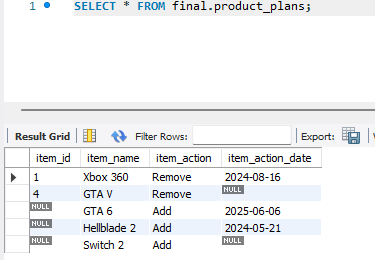 1 SELECT * FROM final.product_plans;
Result Grid Filter Rows: Export:
item_id item_name item_action item_action_date
1 Xbox 360 Remove 2024-08-16
4 GTA V Remove NULL
NULL GTA 6 Add 2025-06-06
NULL Hellblade 2 Add 2024-05-21
NULL Switch 2 Add NULL